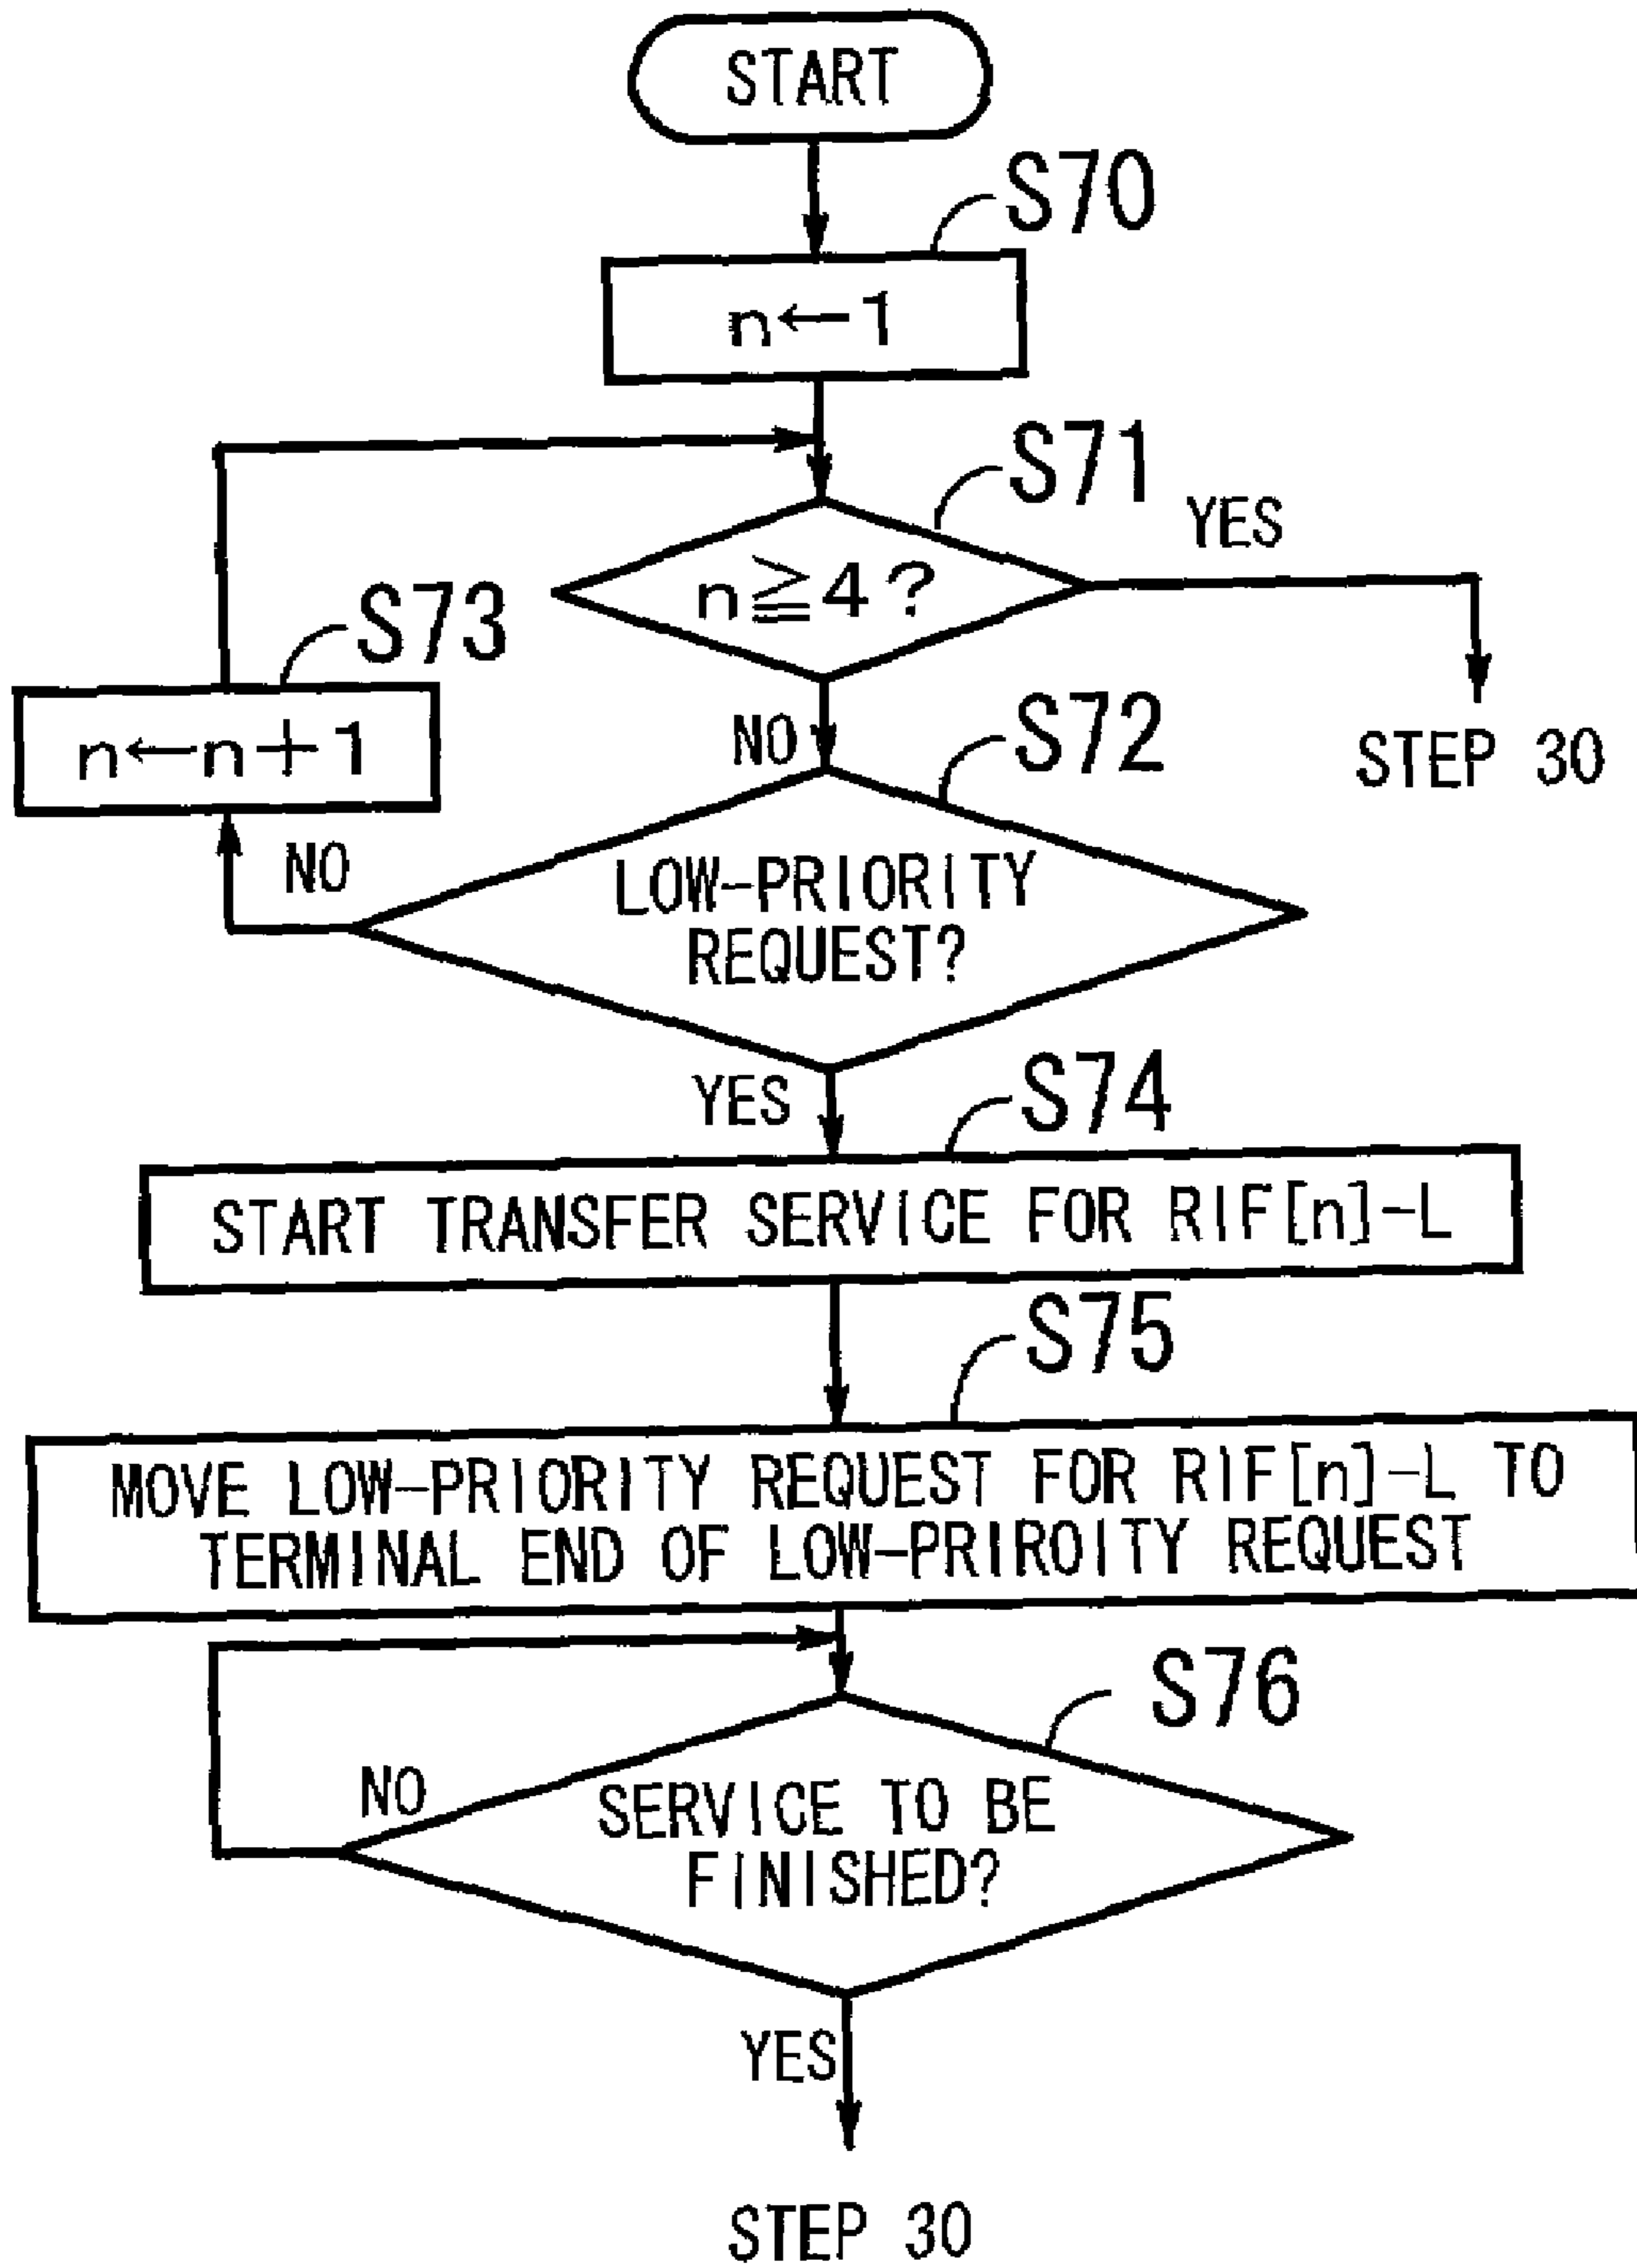 START
S70
n←1
S71
YES
n≧4?
S73
n←n+1
NO
S72
STEP 30
NO
LOW-PRIORITY
REQUEST?
YES
S74
START TRANSFER SERVICE FOR RIF[n]-L
S75
MOVE LOW-PRIORITY REQUEST FOR RIF[n]-L TO
TERMINAL END OF LOW-PRIROITY REQUEST
S76
NO
SERVICE TO BE
FINISHED?
YES
STEP 30